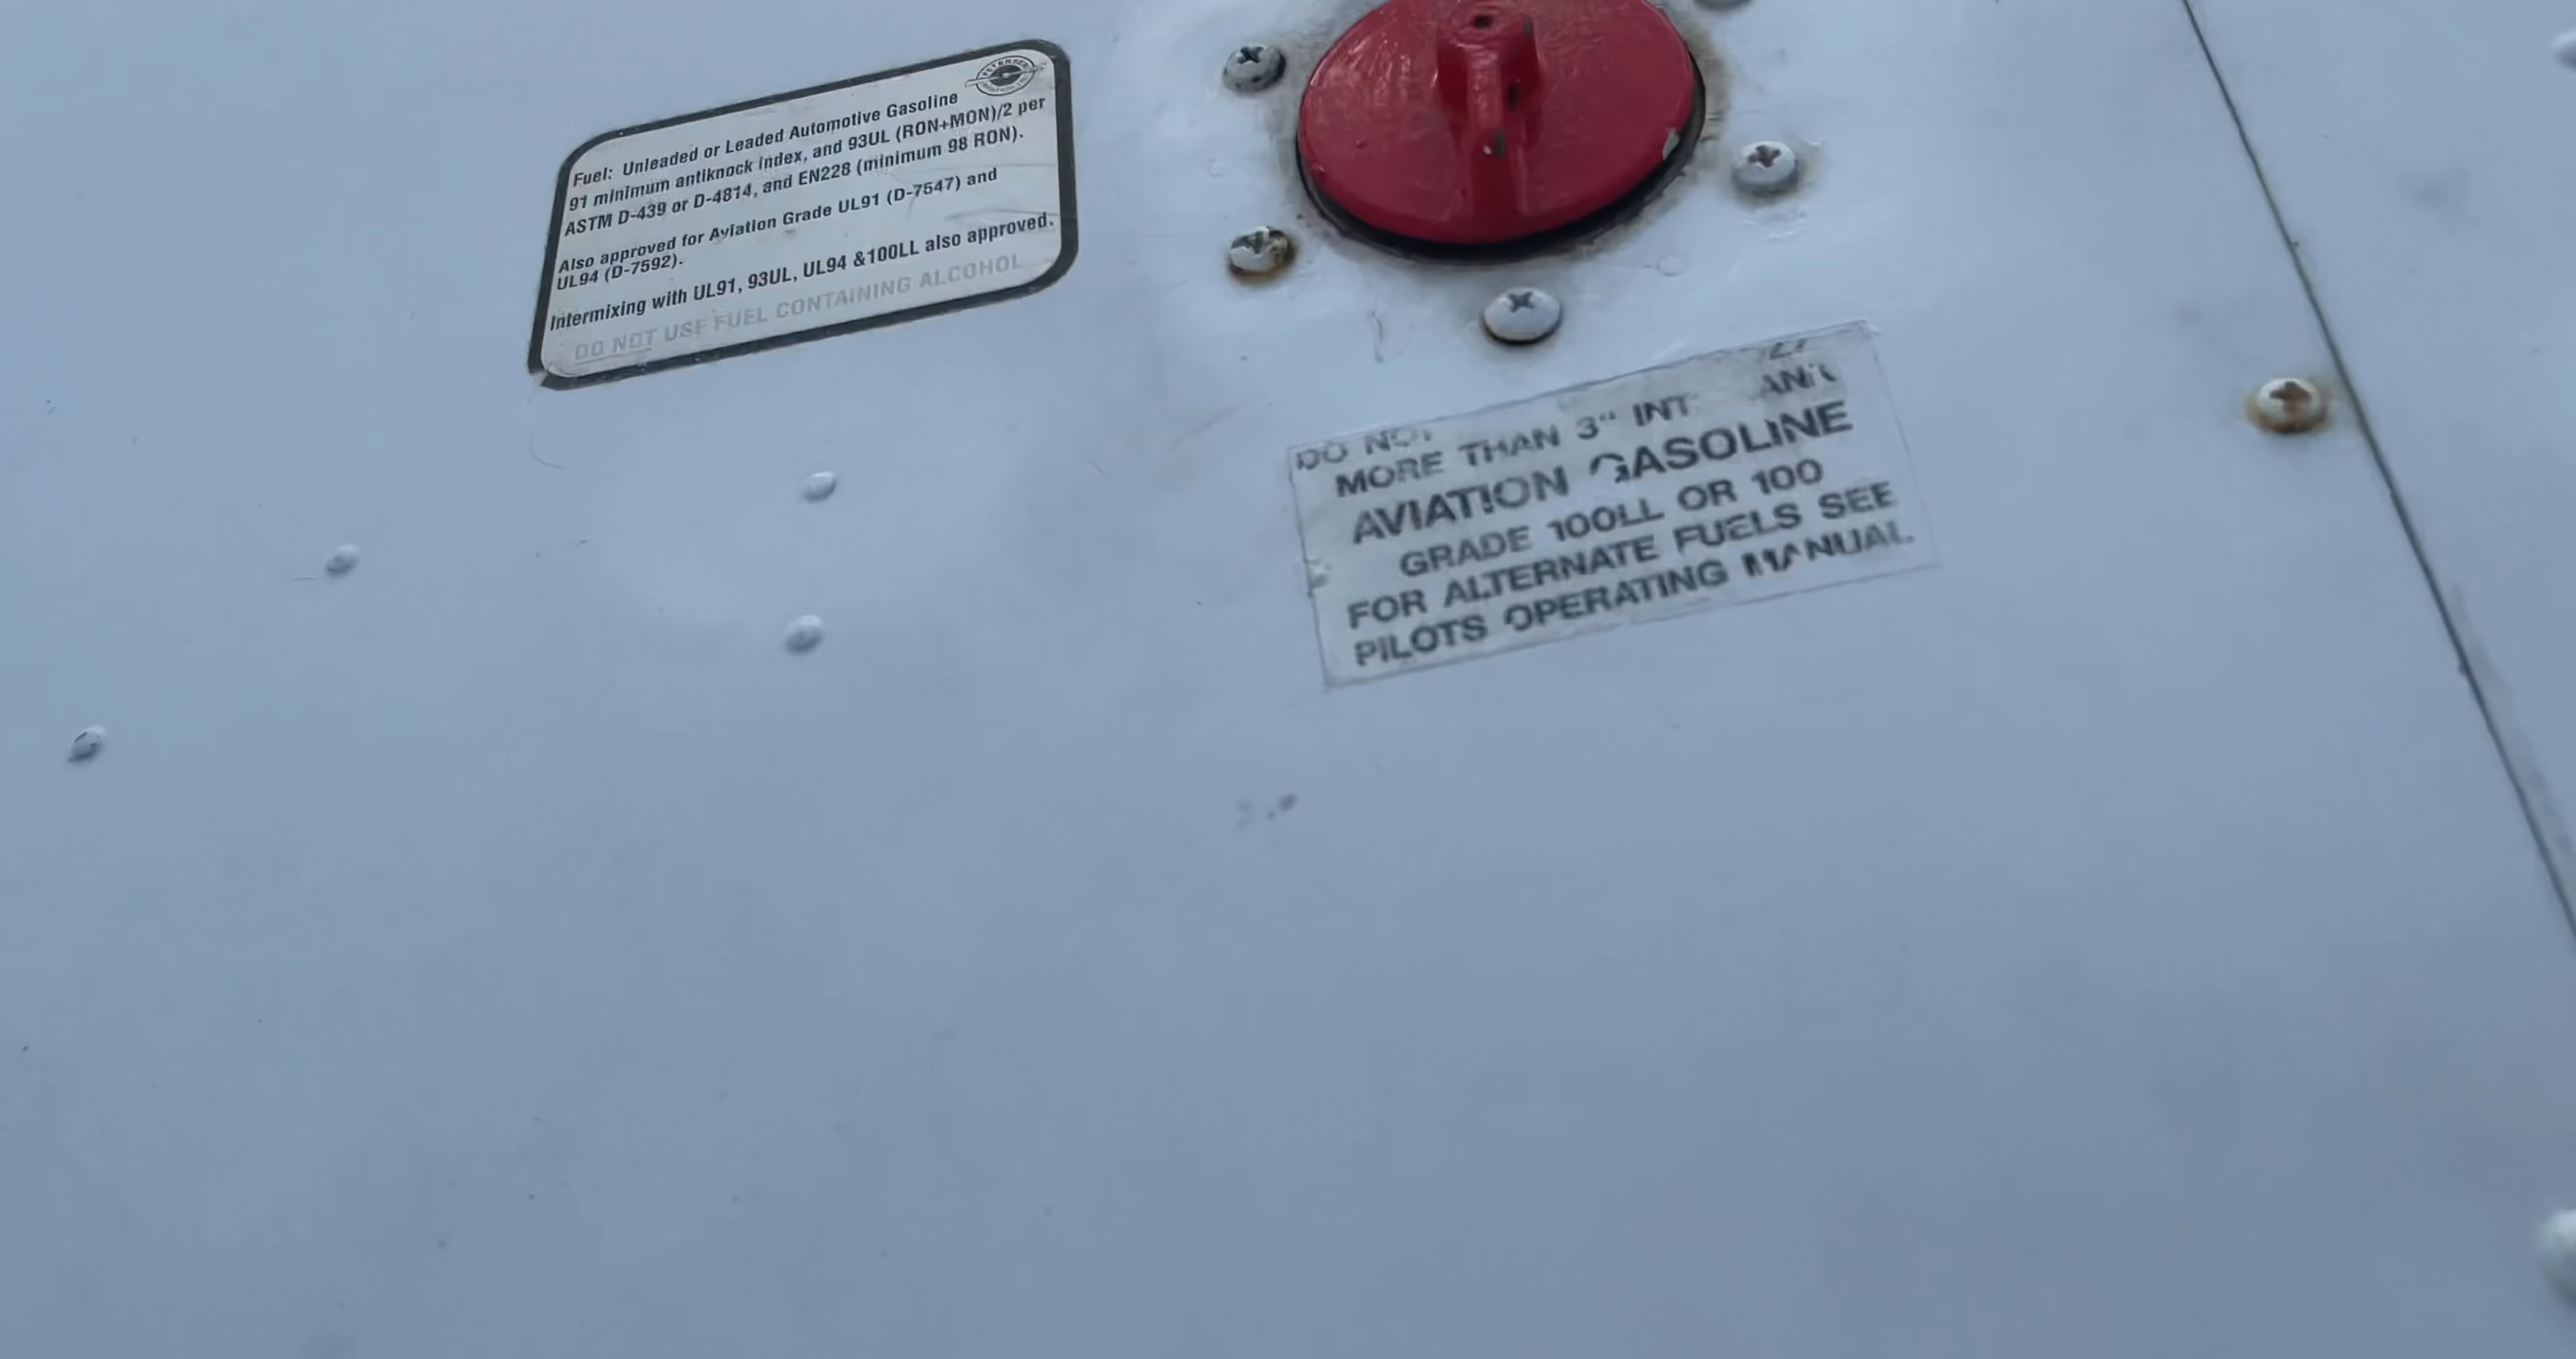 PETERSEN
Fuel: Unleaded or Leaded Automotive Gasoline
91 minimum antiknock index, and 93UL (RON+MON)/2 per
ASTM D-439 or D-4814, and EN228 (minimum 98 RON).
Also approved for Aviation Grade UL91 (D-7547) and
UL94 (D-7592).
Intermixing with UL91, 93UL, UL94 &100LL also approved.
DO NOT USE FUEL CONTAINING ALCOHOL
DO NOT
MORE THAN 3" INT ANK
AVIATION GASOLINE
GRADE 100LL OR 100
FOR ALTERNATE FUELS SEE
PILOTS OPERATING MANUAL